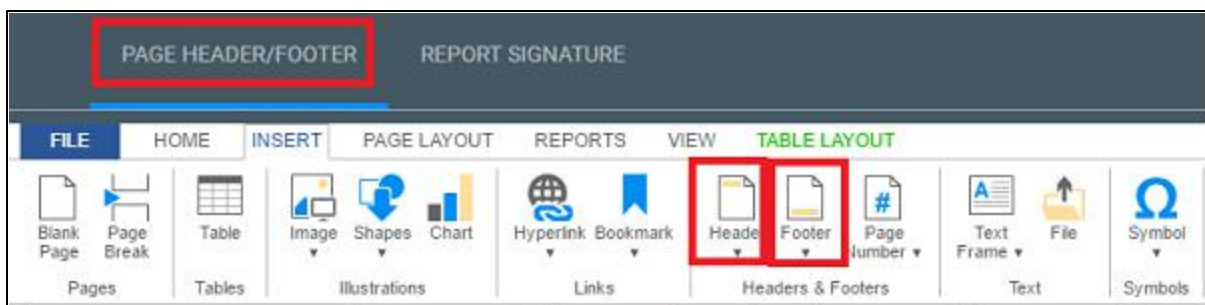 PAGE HEADER/FOOTER REPORT SIGNATURE
FILE HOME INSERT PAGE LAYOUT REPORTS VIEW TABLE LAYOUT
Blank Page Table Image Shapes Chart Hyperlink Bookmark Heade Footer Page Text File Symbol
Page Break Number Frame
Pages Tables Illustrations Links Headers & Footers Text Symbols